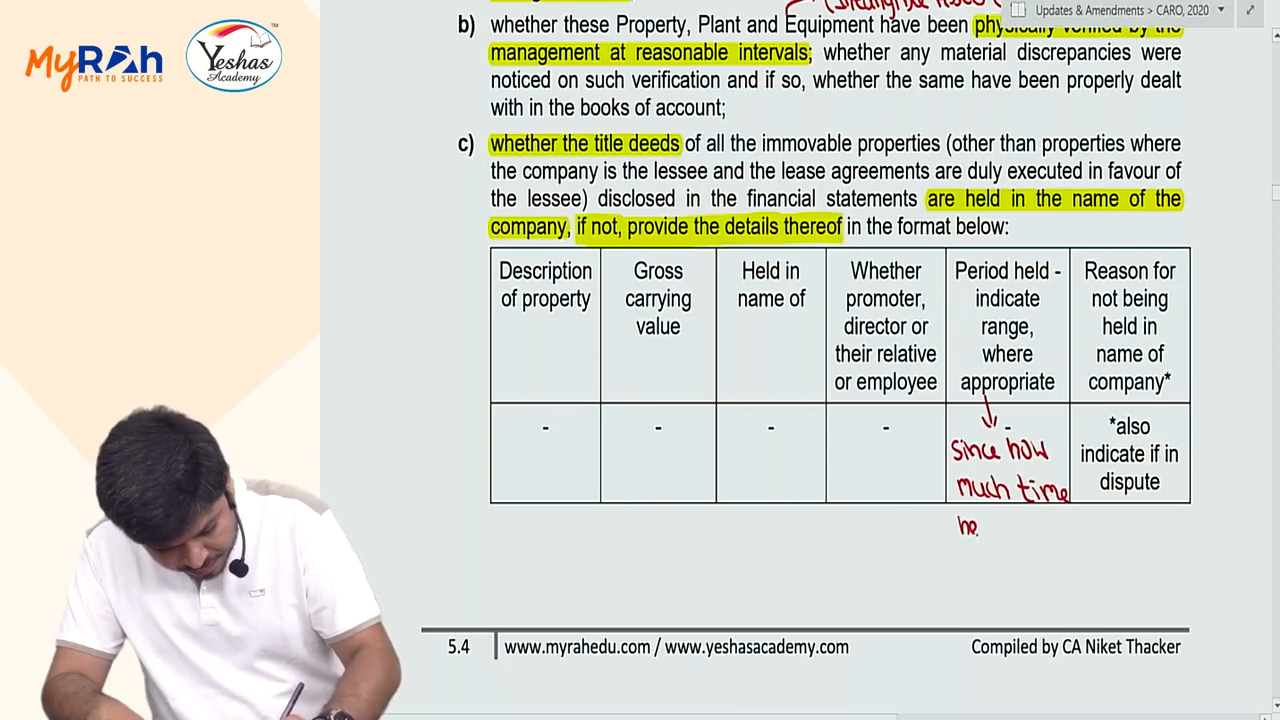 Updates & Amendments > CARO, 2020
MyRAh
PATH TO SUCCESS
TM
Yeshas
Academy
b) whether these Property, Plant and Equipment have been physically verified by the
management at reasonable intervals; whether any material discrepancies were
noticed on such verification and if so, whether the same have been properly dealt
with in the books of account;
c) whether the title deeds of all the immovable properties (other than properties where
the company is the lessee and the lease agreements are duly executed in favour of
the lessee) disclosed in the financial statements are held in the name of the
company, if not, provide the details thereof in the format below:
Description
of property
Gross
carrying
value
Held in
name of
Whether
promoter,
director or
their relative
or employee
Period held -
indicate
range,
where
appropriate
Reason for
not being
held in
name of
company*
- - - - -
*also
indicate if in
dispute
Since how
much time
he
5.4 www.myrahedu.com / www.yeshasacademy.com Compiled by CA Niket Thacker